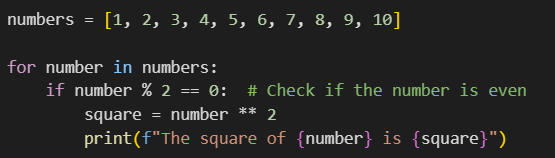 numbers = [1, 2, 3, 4, 5, 6, 7, 8, 9, 10]
for number in numbers:
    if number % 2 == 0:  # Check if the number is even
        square = number ** 2
        print(f"The square of {number} is {square}")